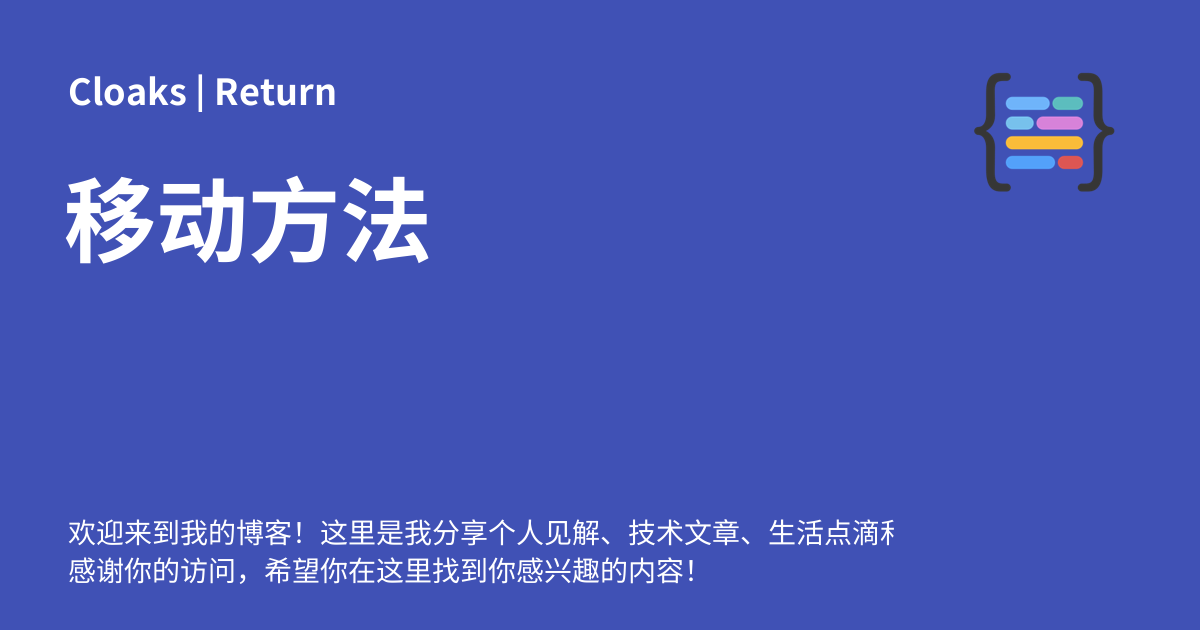 Cloaks | Return
移动方法
欢迎来到我的博客！这里是我分享个人见解、技术文章、生活点滴
感谢你的访问，希望你在这里找到你感兴趣的内容！